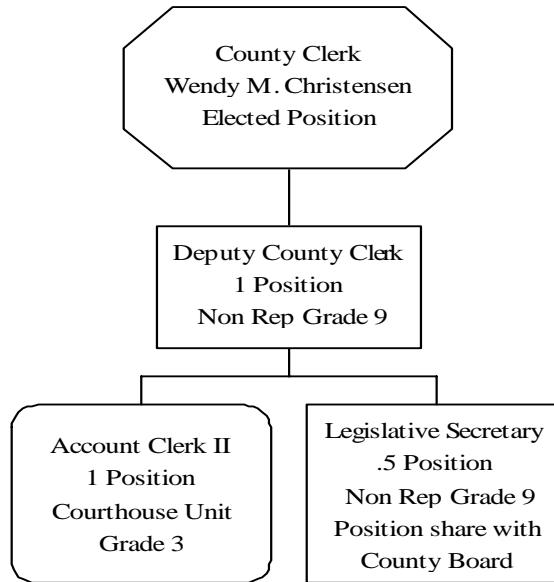 County Clerk
Wendy M. Christensen
Elected Position
Deputy County Clerk
1 Position
Non Rep Grade 9
Account Clerk II
1 Position
Courthouse Unit
Grade 3
Legislative Secretary
.5 Position
Non Rep Grade 9
Position share with
County Board